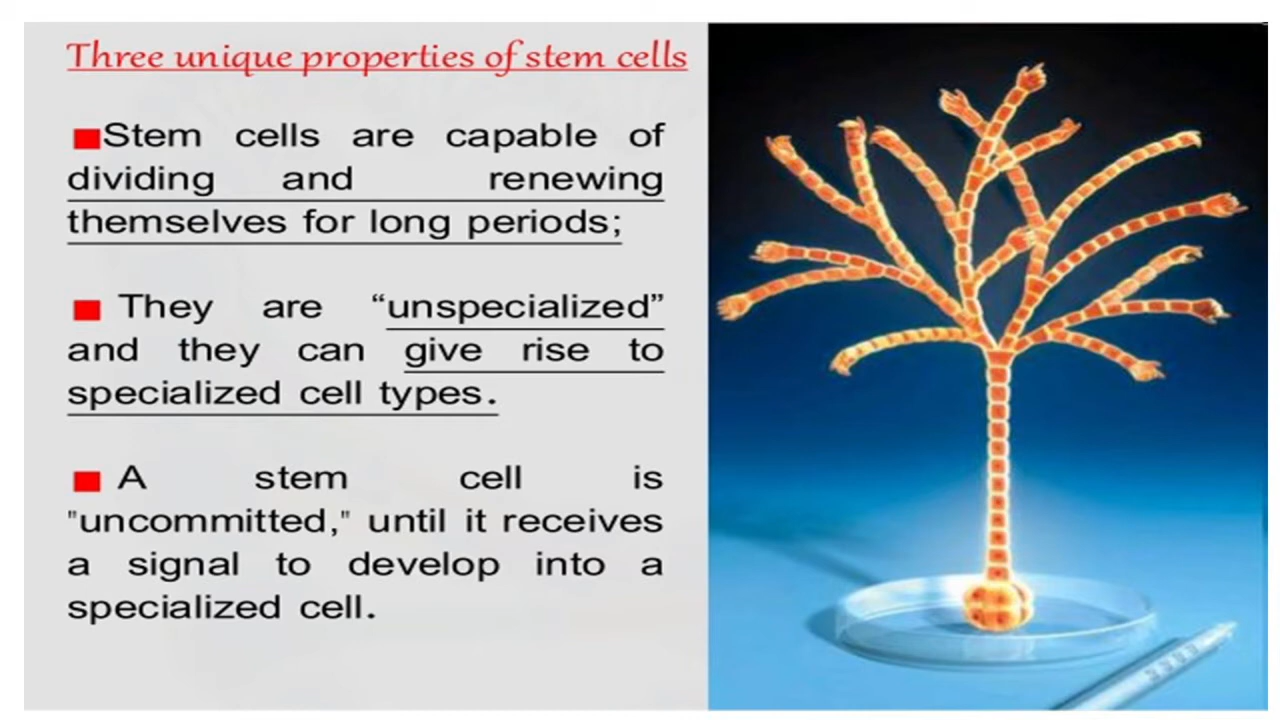 Three unique properties of stem cells
Stem cells are capable of
dividing and renewing
themselves for long periods;
They are “unspecialized”
and they can give rise to
specialized cell types.
A stem cell is
"uncommitted," until it receives
a signal to develop into a
specialized cell.